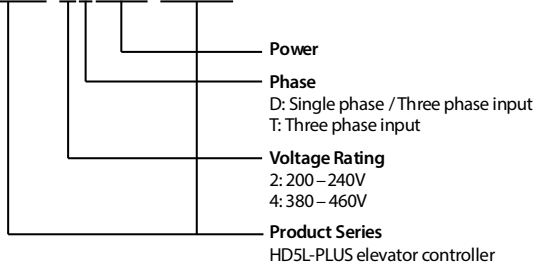 Power
Phase
D: Single phase / Three phase input
T: Three phase input
Voltage Rating
2: 200 – 240V
4: 380 – 460V
Product Series
HD5L-PLUS elevator controller